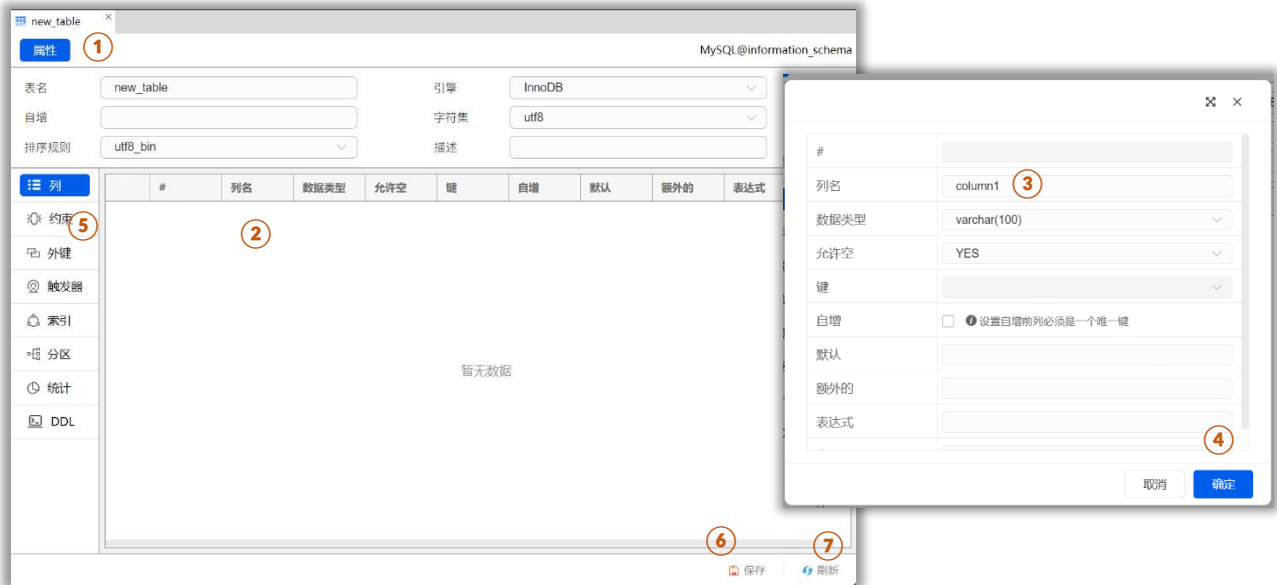 new_table
属性
①
MySQL@information_schema
表名 new_table 引擎 InnoDB
自增 字符集 utf8
排序规则 utf8_bin 描述
列
约束
⑤
外键
触发器
索引
分区
统计
DDL
# 列名 数据类型 允许空 键 自增 默认 额外的 表达式
②
暂无数据
⑥
⑦
保存 刷新
#
列名 column1 ③
数据类型 varchar(100)
允许空 YES
键
自增 设置自增前列必须是一个唯一键
默认
额外的
表达式
④
取消 确定